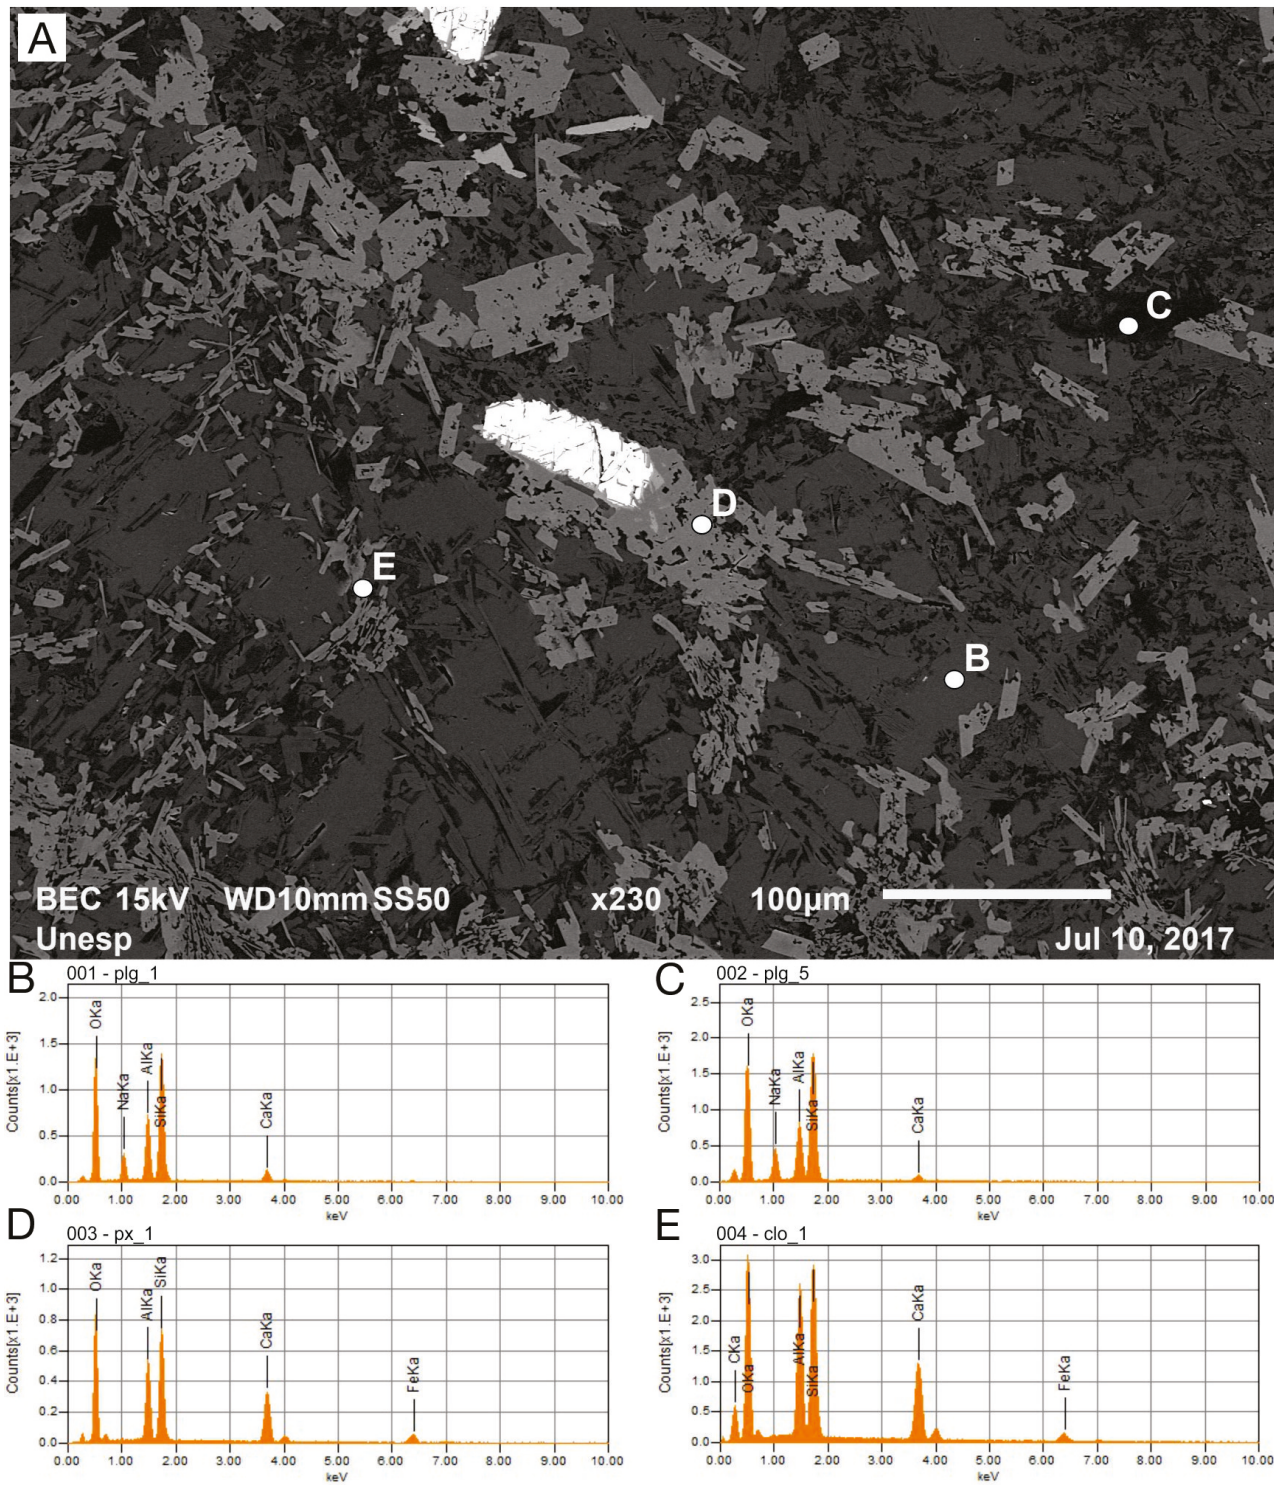 A
C
D
E
B
BEC 15kV WD10mm SS50 x230 100µm
Unesp Jul 10, 2017
B 001 - plg_1
Counts[x1.E+3]
2.0
1.5
1.0
0.5
0.0
OKa
NaKa
AlKa
SiKa
CaKa
0.00 1.00 2.00 3.00 4.00 5.00 6.00 7.00 8.00 9.00 10.00
keV
C 002 - plg_5
Counts[x1.E+3]
2.5
2.0
1.5
1.0
0.5
0.0
OKa
NaKa
AlKa
SiKa
CaKa
0.00 1.00 2.00 3.00 4.00 5.00 6.00 7.00 8.00 9.00 10.00
keV
D 003 - px_1
Counts[x1.E+3]
1.2
1.0
0.8
0.6
0.4
0.2
0.0
OKa
AlKa
SiKa
CaKa
FeKa
0.00 1.00 2.00 3.00 4.00 5.00 6.00 7.00 8.00 9.00 10.00
keV
E 004 - clo_1
Counts[x1.E+3]
3.0
2.5
2.0
1.5
1.0
0.5
0.0
CKa
OKa
AlKa
SiKa
CaKa
FeKa
0.00 1.00 2.00 3.00 4.00 5.00 6.00 7.00 8.00 9.00 10.00
keV